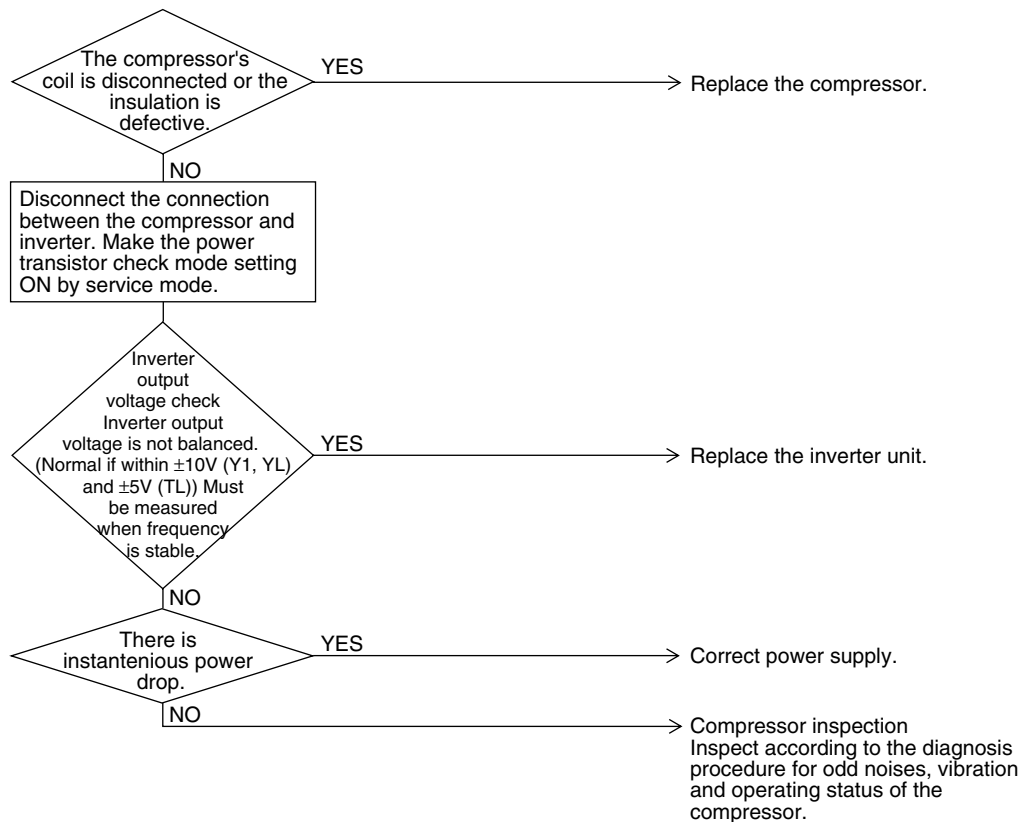 The compressor's
coil is disconnected or the
insulation is
defective.
YES
Replace the compressor.
NO
Disconnect the connection
between the compressor and
inverter. Make the power
transistor check mode setting
ON by service mode.
Inverter
output
voltage check
Inverter output
voltage is not balanced.
(Normal if within ±10V (Y1, YL)
and ±5V (TL)) Must
be measured
when frequency
is stable.
YES
Replace the inverter unit.
NO
There is
instantenious power
drop.
YES
Correct power supply.
NO
Compressor inspection
Inspect according to the diagnosis
procedure for odd noises, vibration
and operating status of the
compressor.